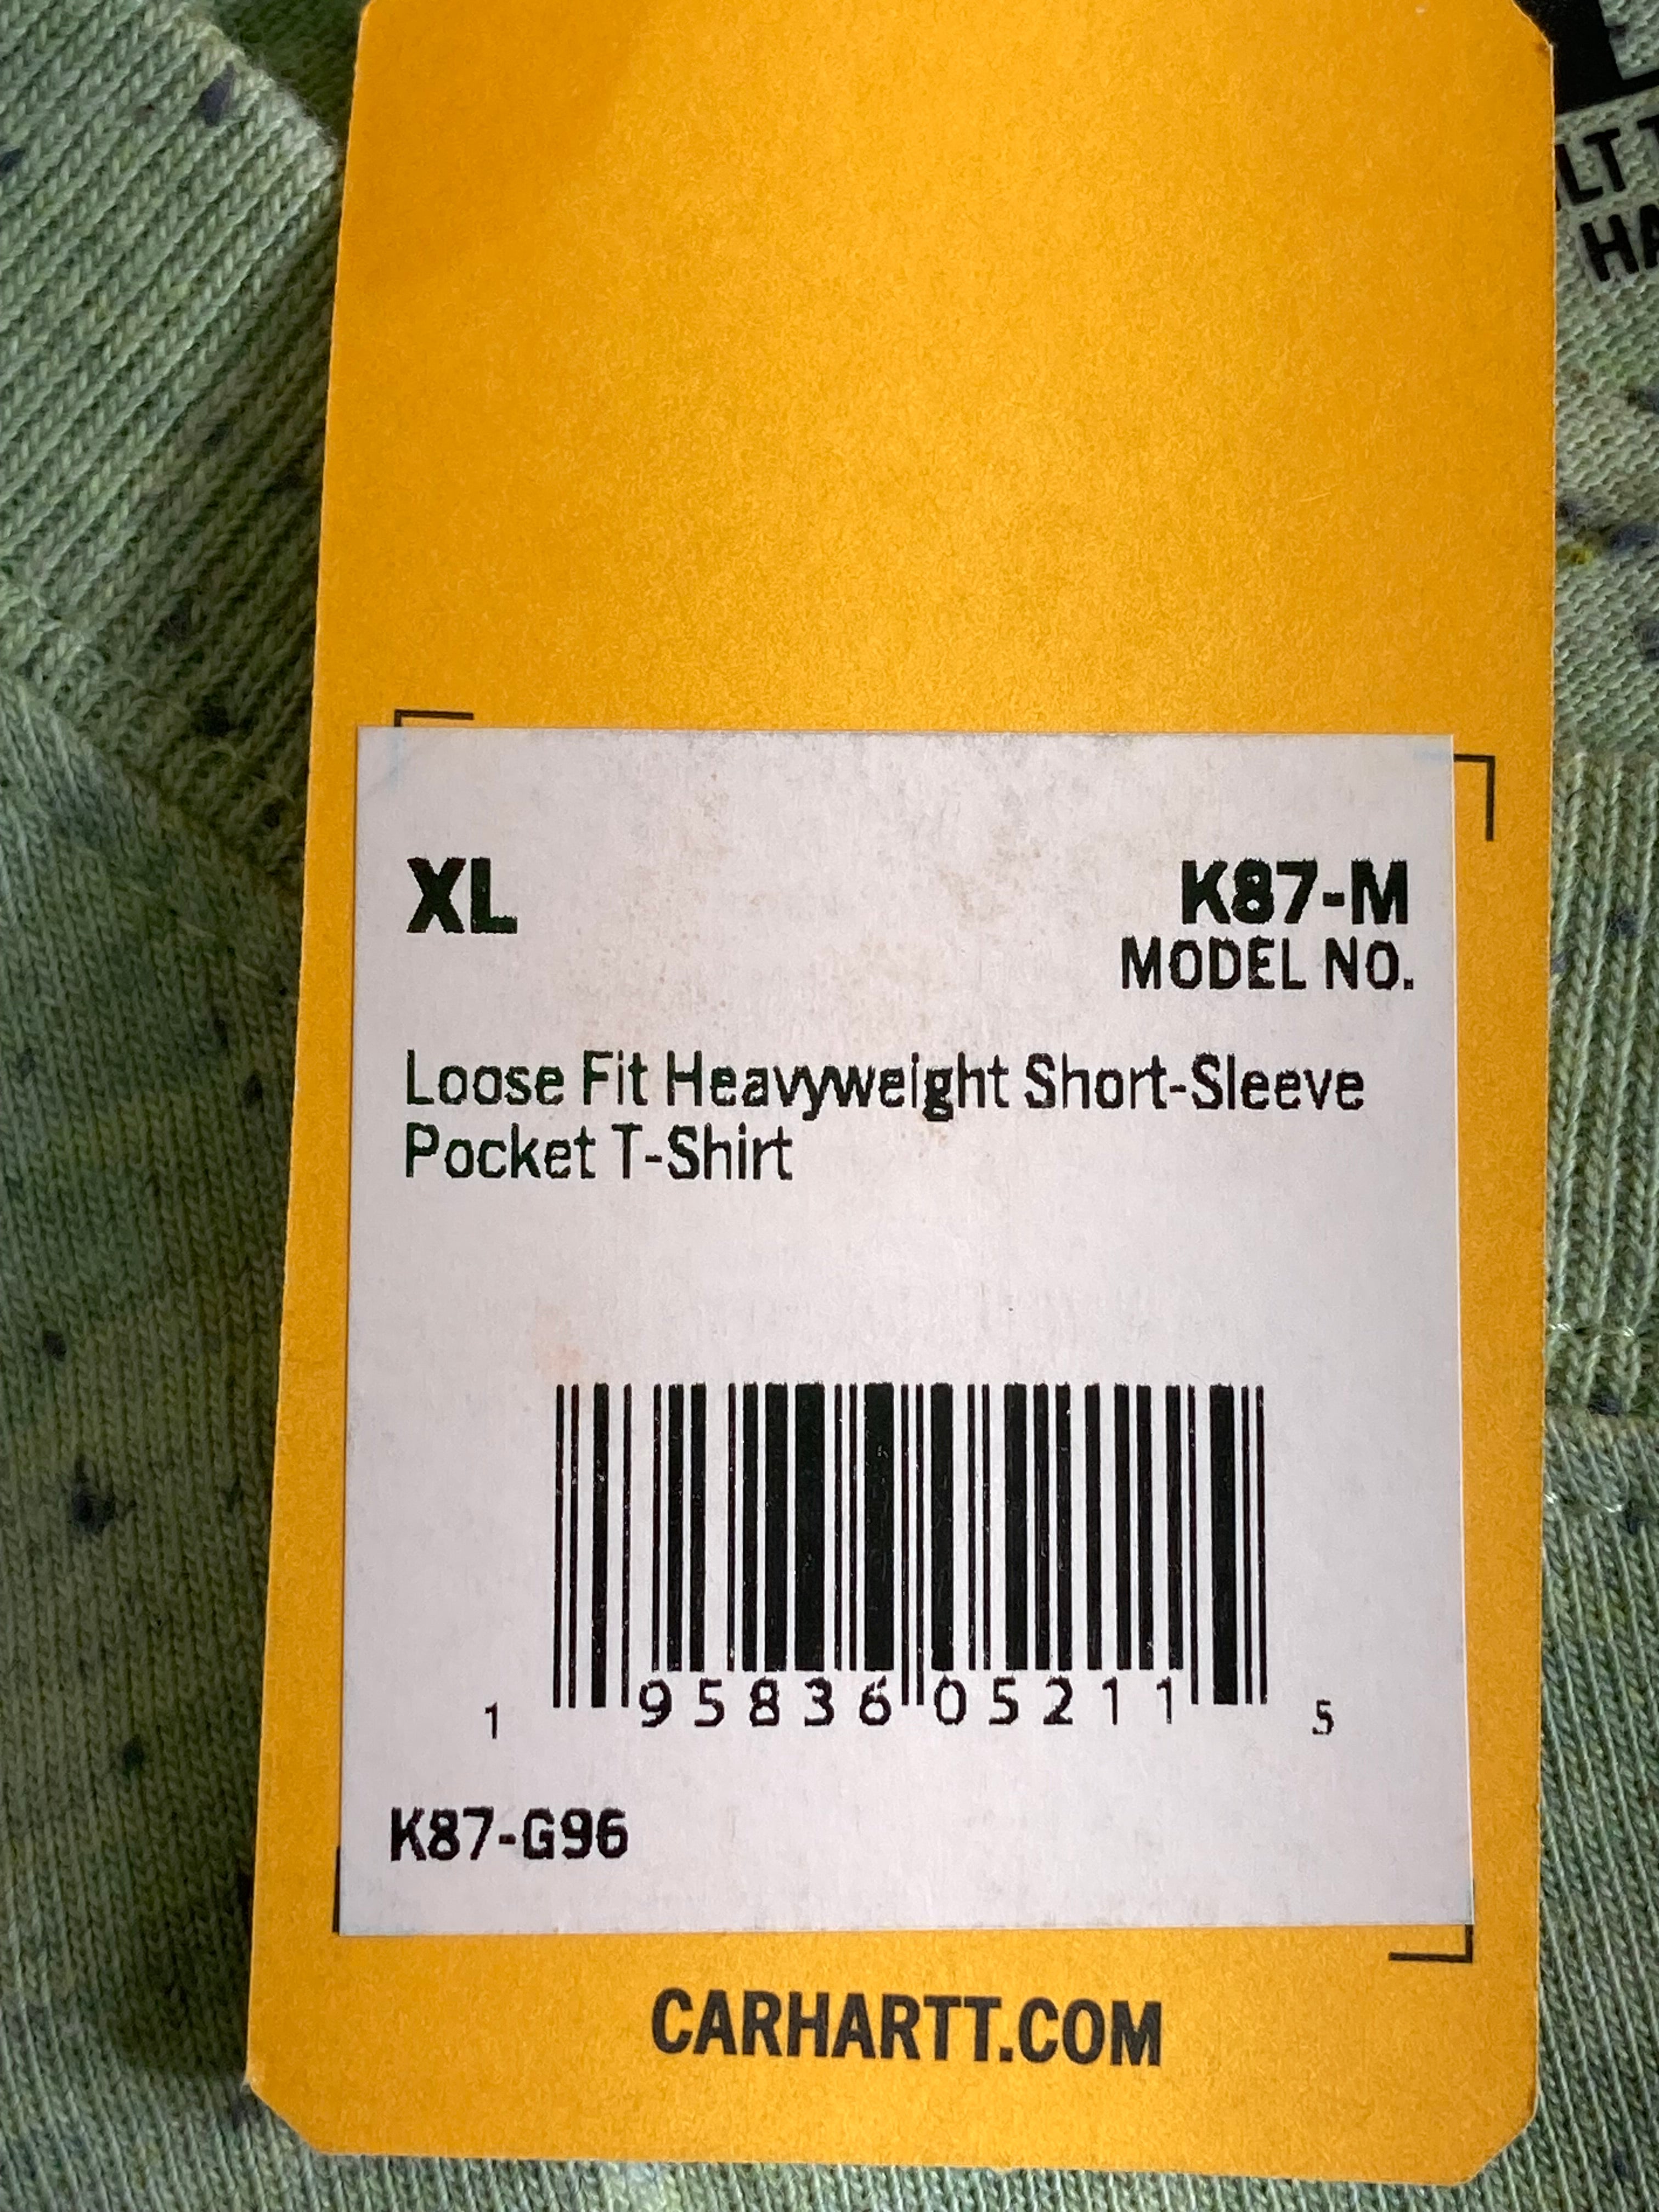 XL
K87-M
MODEL NO.
Loose Fit Heavyweight Short-Sleeve
Pocket T-Shirt
1 95836 05211 5
K87-G96
CARHARTT.COM